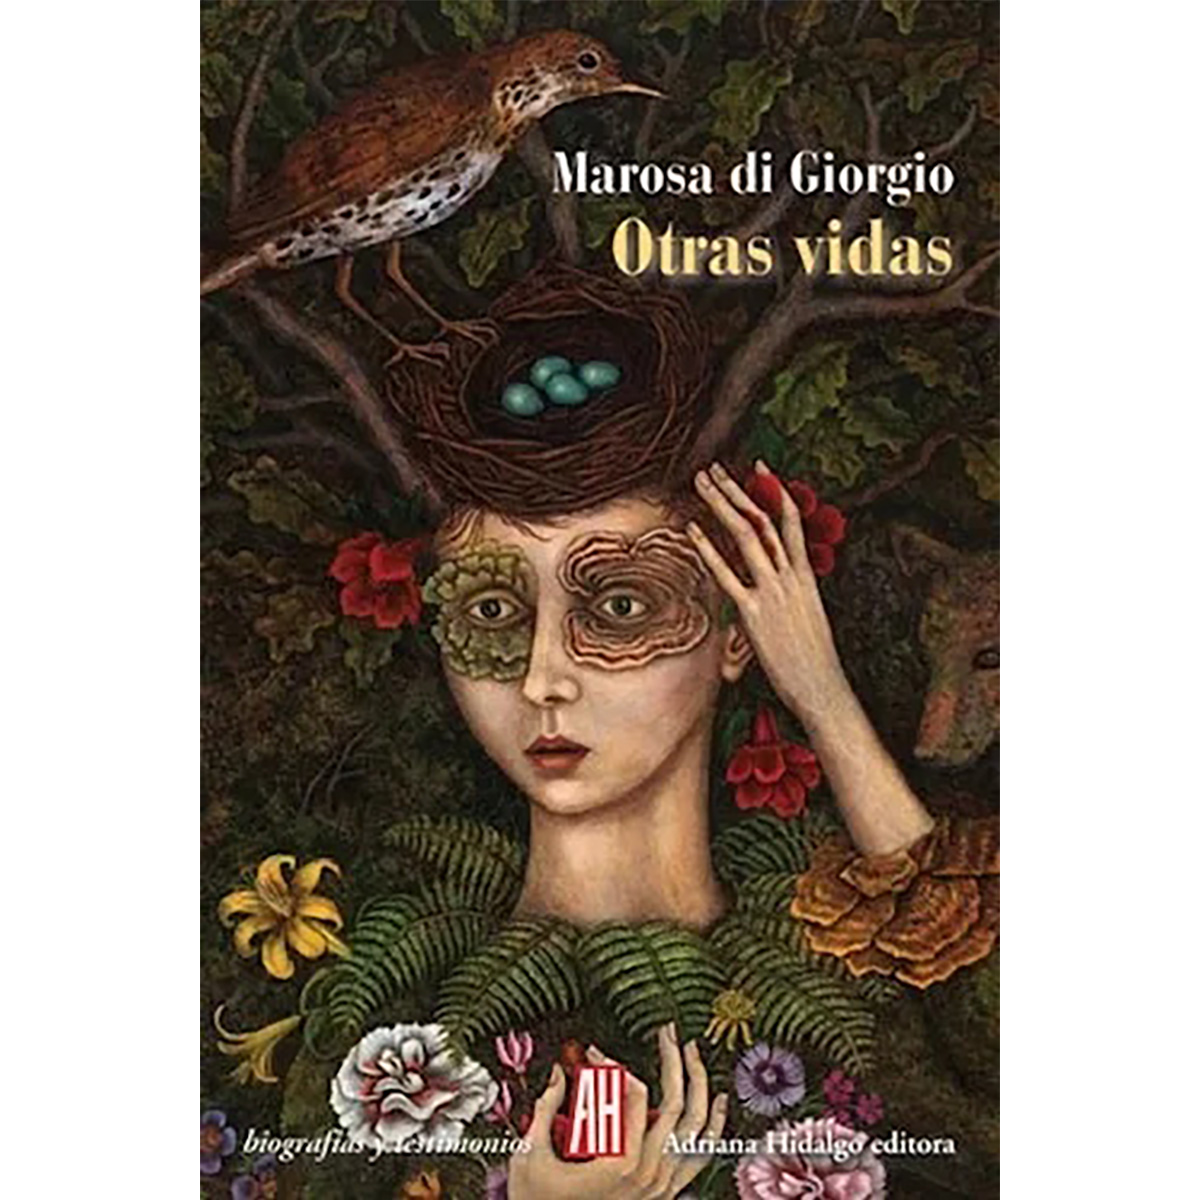 Marosa di Giorgio
Otras vidas
biografías y testimonios
AH
Adriana Hidalgo editora